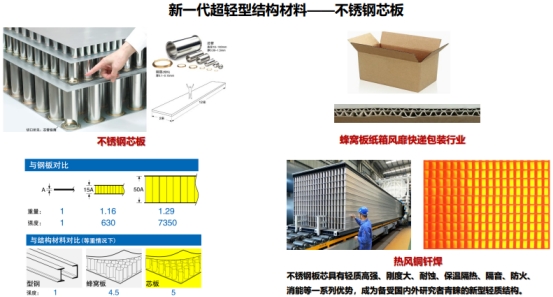 新一代超轻型结构材料——不锈钢芯板
不锈钢芯板
蜂窝板纸箱风靡快递包装行业
与钢板对比
A
15A
50A
重量： 1 1.16 1.29
强度： 1 630 7350
与结构材料对比(等重情况下)
型钢 蜂窝板 芯板
强度： 1 4.5 5
热风铜钎焊
不锈钢板芯具有轻质高强、刚度大、耐蚀、保温隔热、隔音、防火、
消能等一系列优势，成为备受国内外研究者青睐的新型轻质结构。